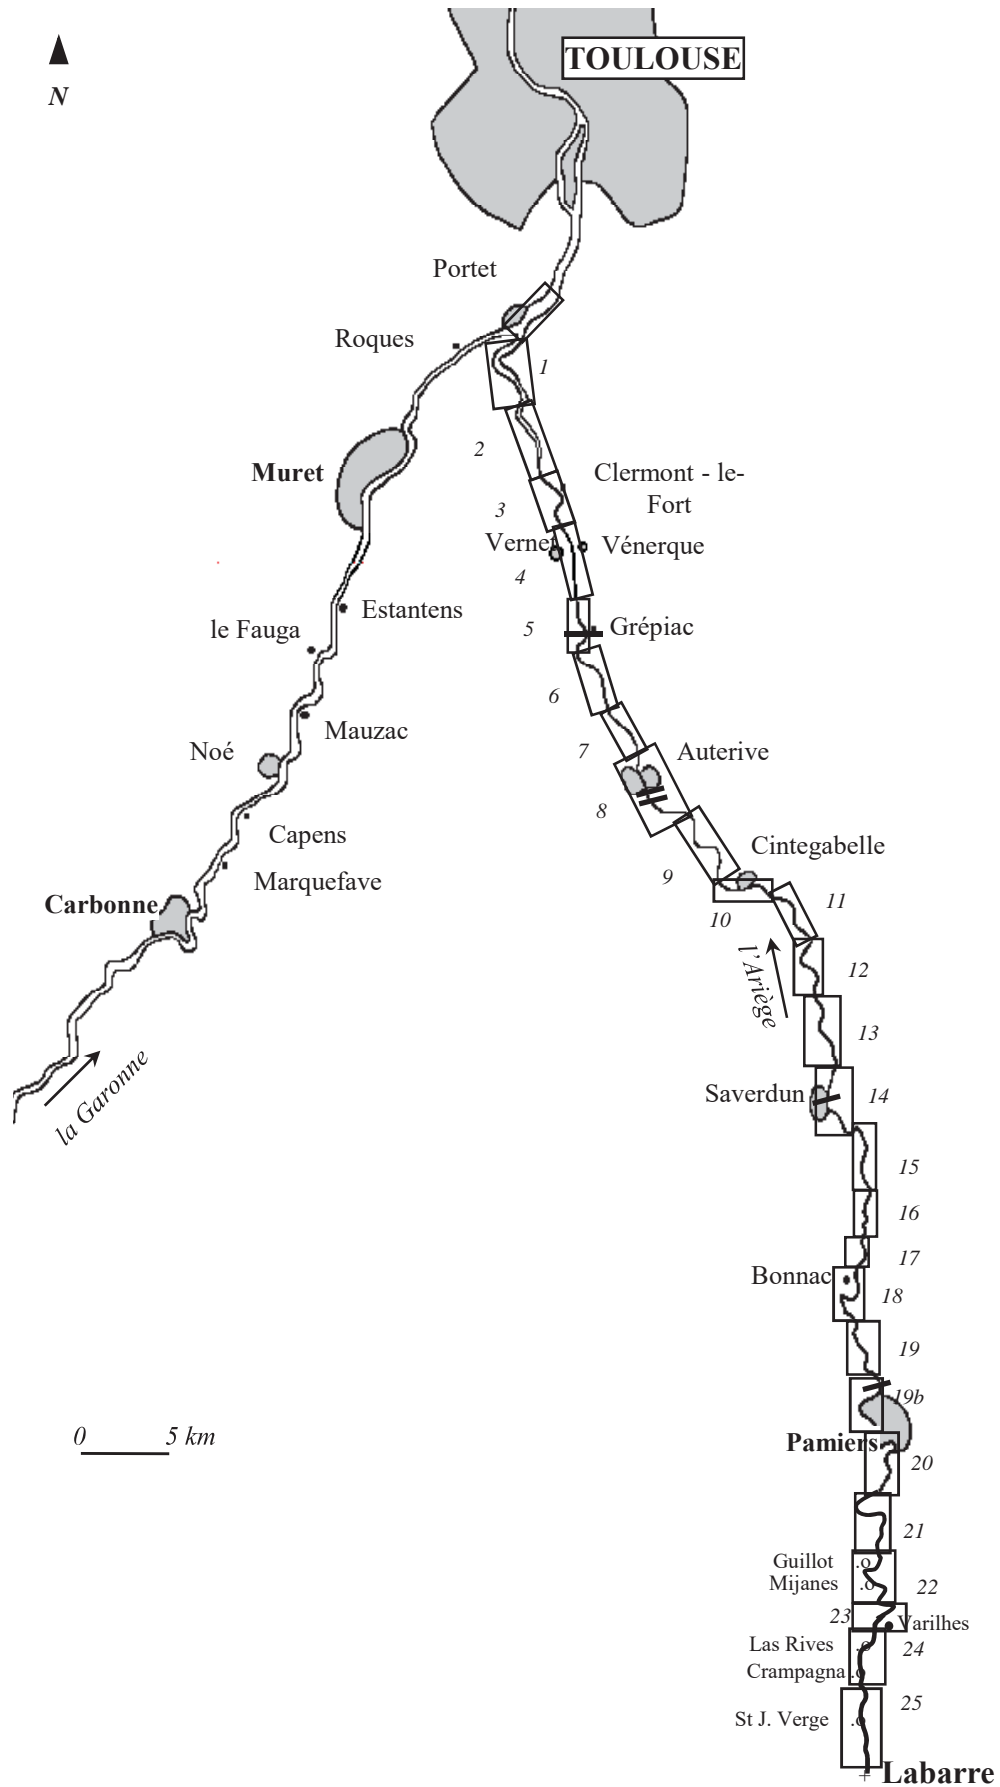 TOULOUSE
N
Portet
Roques
1
2
Muret
Clermont - le-
Fort
3
Vernet
Vénerque
4
Estantens
le Fauga
5
Grépiac
6
Mauzac
Noé
7
Auterive
8
Capens
Cintegabelle
9
Marquefave
Carbonne
10
11
l'Ariège
12
13
la Garonne
Saverdun
14
15
16
17
Bonnac
18
19
19b
0 5 km
Pamiers
20
21
Guillot
Mijanes
22
23
Varilhes
Las Rives
24
Crampagna
25
St J. Verge
Labarre